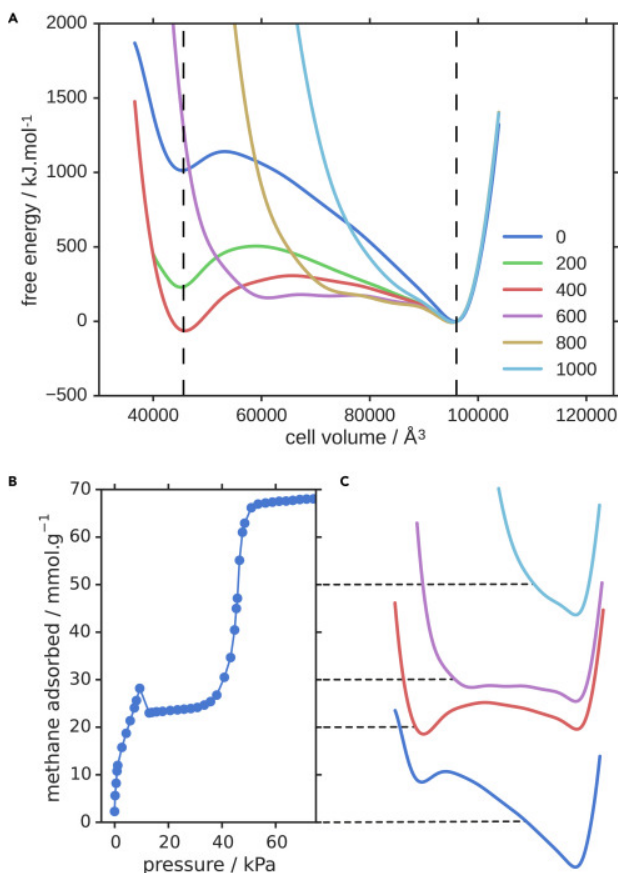 A
free energy / kJ.mol-1
2000
1500
1000
500
0
−500
40000 60000 80000 100000 120000
cell volume / Å3
0
200
400
600
800
1000
B
methane adsorbed / mmol.g−1
70
60
50
40
30
20
10
0
0 20 40 60
pressure / kPa
C